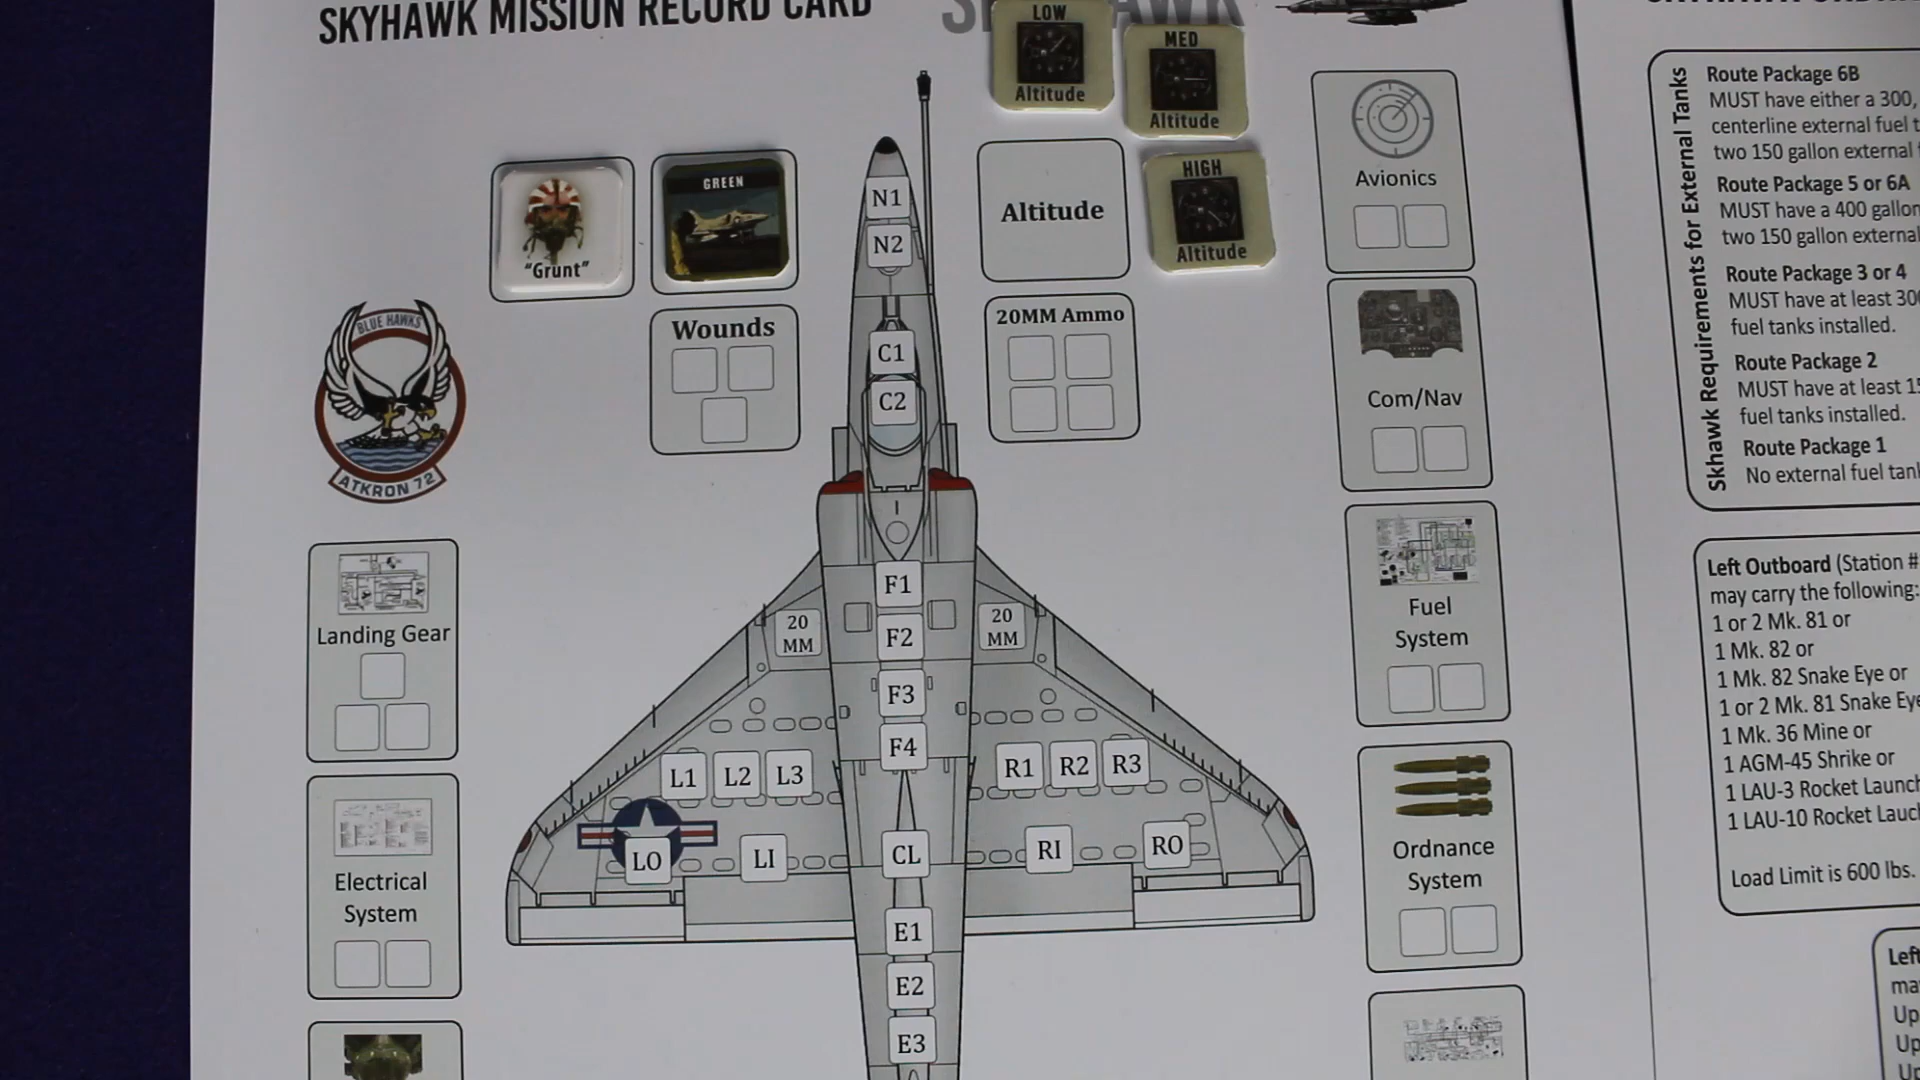 SKYHAWK MISSION RECORD CARD
LOW
Altitude
MED
Altitude
HIGH
Altitude
"Grunt"
GREEN
Altitude
Wounds
20MM Ammo
BLUE HAWKS
ATKRON 72
N1
N2
C1
C2
F1
F2
F3
F4
20
MM
20
MM
L1
L2
L3
R1
R2
R3
LO
LI
CL
RI
RO
E1
E2
E3
Landing Gear
Electrical
System
Avionics
Com/Nav
Fuel
System
Ordnance
System
Skhawk Requirements for External Tanks
Route Package 6B
MUST have either a 300,
centerline external fuel
two 150 gallon external
Route Package 5 or 6A
MUST have a 400 gallon
two 150 gallon external
Route Package 3 or 4
MUST have at least
fuel tanks installed.
Route Package 2
MUST have at least
fuel tanks installed.
Route Package 1
No external fuel
Left Outboard (Station #
may carry the following:
1 or 2 Mk. 81 or
1 Mk. 82 or
1 Mk. 82 Snake Eye or
1 or 2 Mk. 81 Snake Eye
1 Mk. 36 Mine or
AGM-45 Shrike or
1 LAU-3 Rocket
1 LAU-10 Rocket
Load Limit is 600 lbs.
Left